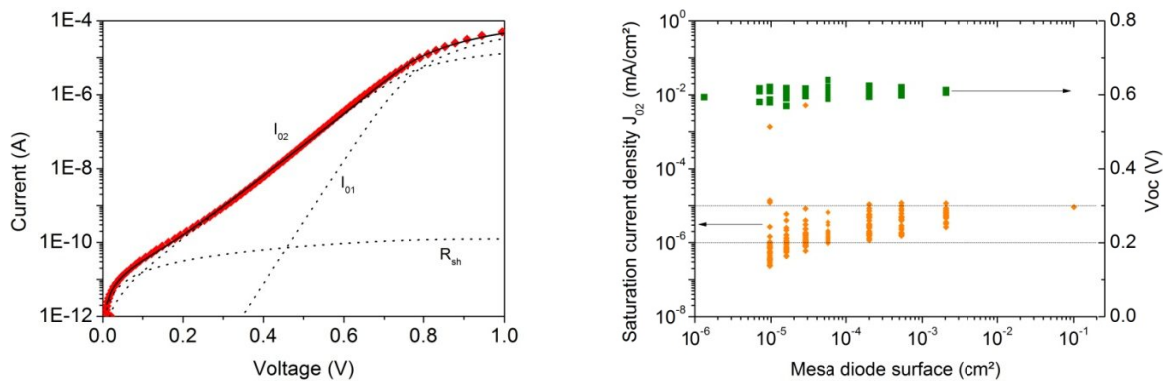 1E-4
1E-6
1E-8
1E-10
1E-12
Current (A)
I₀₂
I₀₁
Rsh
0.0 0.2 0.4 0.6 0.8 1.0
Voltage (V)
Saturation current density J₀₂ (mA/cm²)
10⁰
10⁻²
10⁻⁴
10⁻⁶
10⁻⁸
10⁻⁶ 10⁻⁵ 10⁻⁴ 10⁻³ 10⁻² 10⁻¹
Mesa diode surface (cm²)
0.8
0.6
0.4
0.2
0.0
Voc (V)